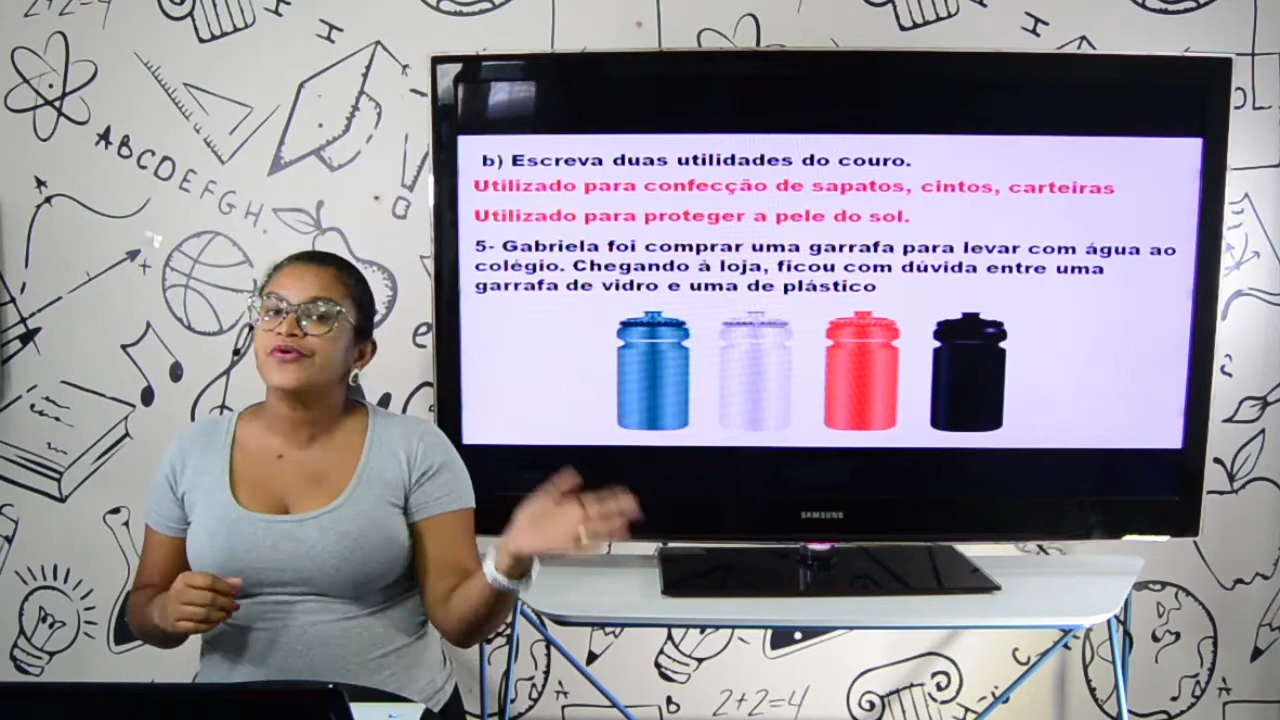 2+2=4
ABCDEFGH.
b) Escreva duas utilidades do couro.
Utilizado para confecção de sapatos, cintos, carteiras
Utilizado para proteger a pele do sol.
5- Gabriela foi comprar uma garrafa para levar com água ao
colégio. Chegando à loja, ficou com dúvida entre uma
garrafa de vidro e uma de plástico
SAMSUNG
2+2=4